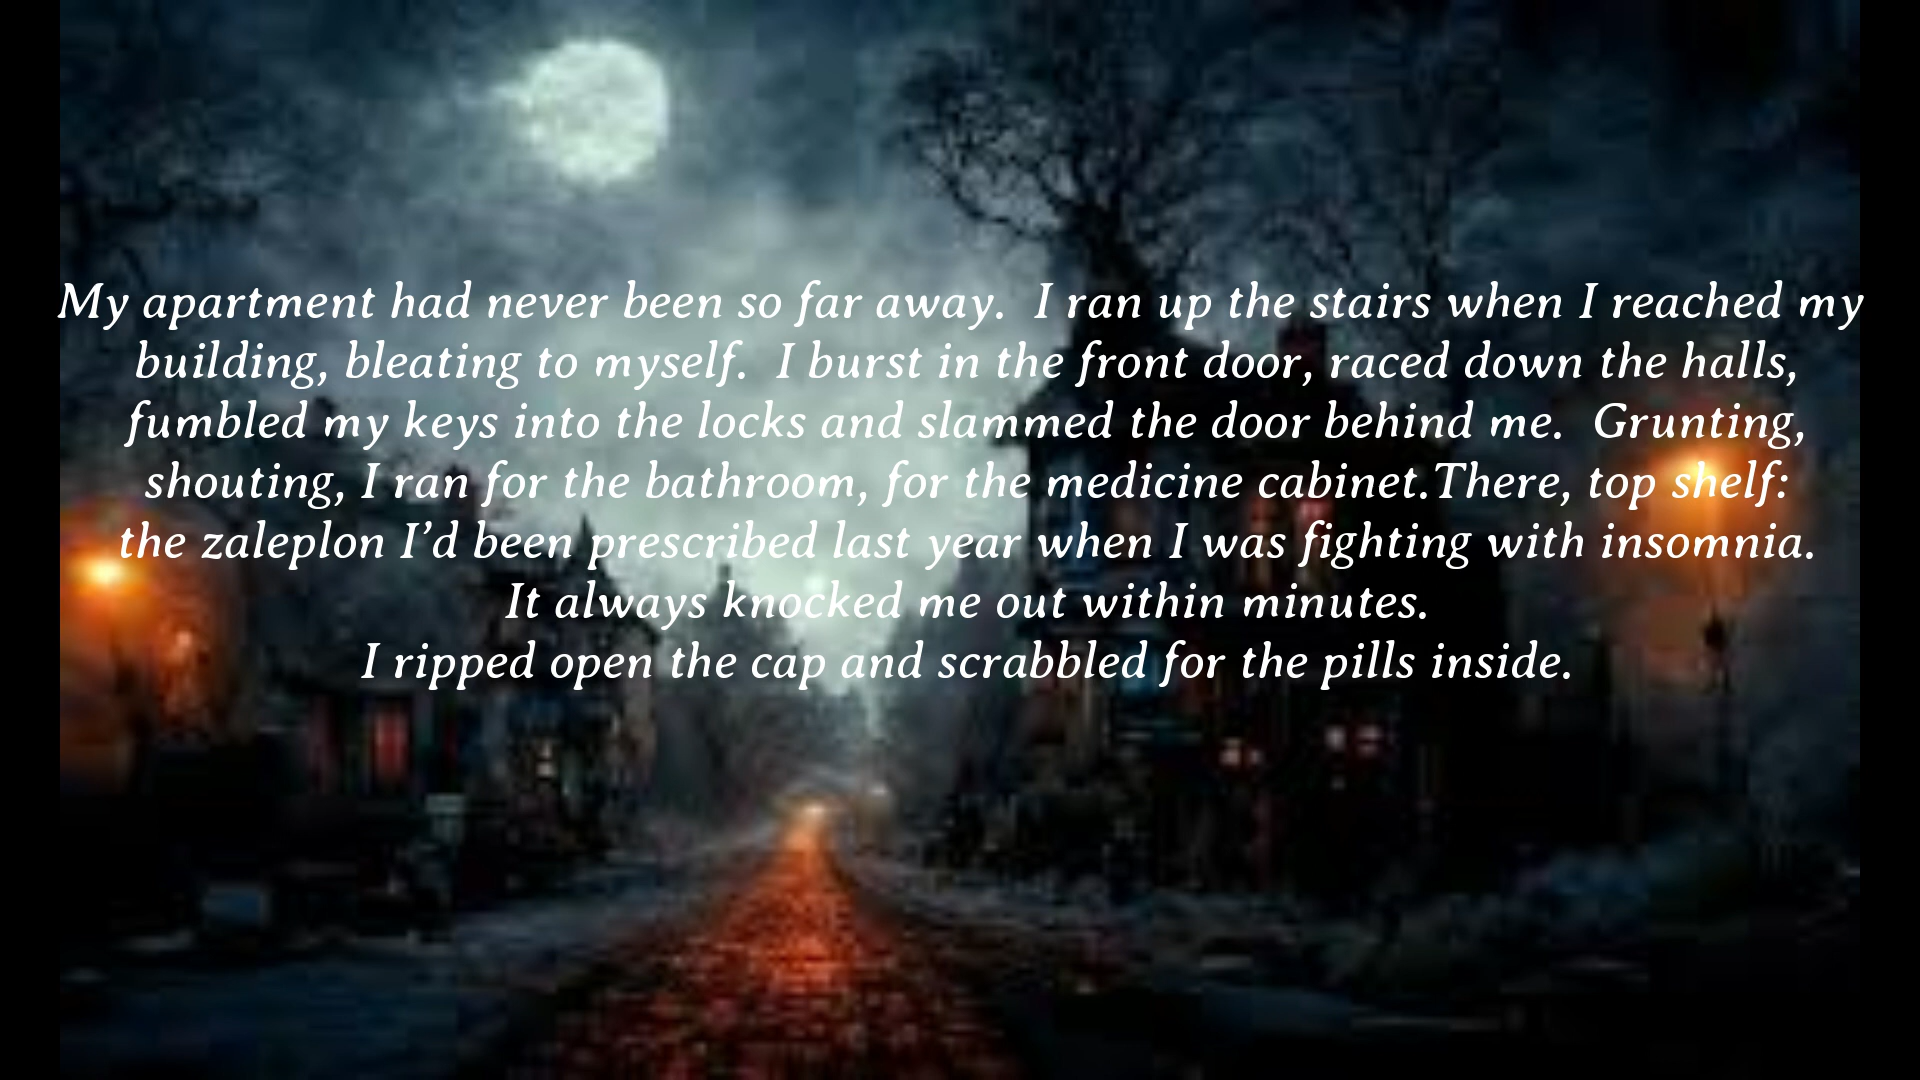 My apartment had never been so far away.  I ran up the stairs when I reached my
building, bleating to myself.  I burst in the front door, raced down the halls,
fumbled my keys into the locks and slammed the door behind me.  Grunting,
shouting, I ran for the bathroom, for the medicine cabinet.There, top shelf:
the zaleplon I’d been prescribed last year when I was fighting with insomnia.
It always knocked me out within minutes.
I ripped open the cap and scrabbled for the pills inside.